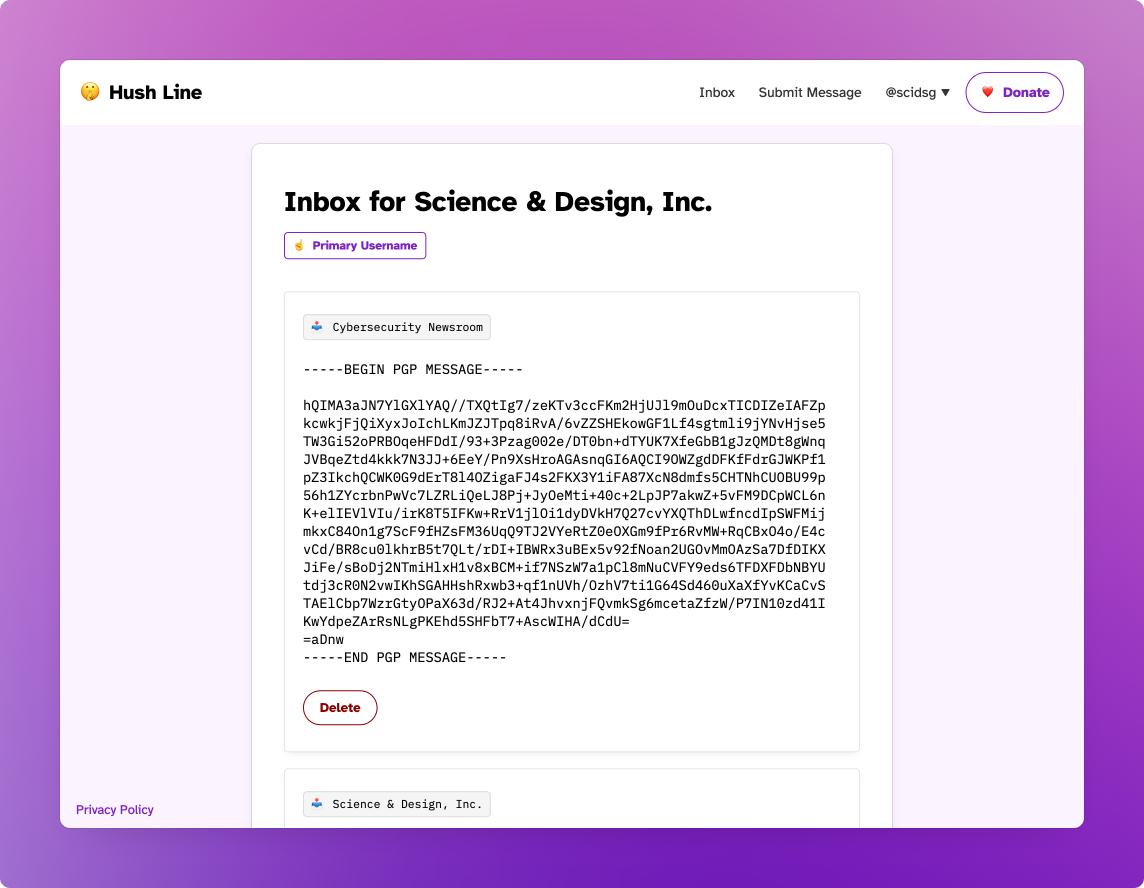 Hush Line
Inbox
Submit Message
@scidsg ▼
Donate
Inbox for Science & Design, Inc.
Primary Username
Cybersecurity Newsroom
-----BEGIN PGP MESSAGE-----
hQIMA3aJN7YlGXlYAQ//TXQtIg7/zeKTv3ccFKm2HjUJl9mOuDcxTICDIZeIAFZp
kcwkjFjQiXyxJoIchLKmJZJTpq8iRvA/6vZZSHEkowGF1Lf4sgtmli9jYNvHjse5
TW3Gi52oPRBOqeHFDdI/93+3Pzag002e/DT0bn+dTYUK7XfeGbB1gJzQMDt8gWnq
JVBqeZtd4kkk7N3JJ+6EeY/Pn9XsHroAGAsnqGI6AQCI9OWZgdDFKfFdrGJWKPf1
pZ3IkchQCWK0G9dErT8l4OZigaFJ4s2FKX3Y1iFA87XcN8dmfs5CHTNhCUOBU99p
56h1ZYcrbnPwVc7LZRLiQeLJ8Pj+JyOeMti+40c+2LpJP7akwZ+5vFM9DCpWCL6n
K+elIEVlVIu/irK8T5IFKw+RrV1jlOi1dyDVkH7Q27cvYXQThDLwfncdIpSWFMij
mkxC84On1g7ScF9fHZsFM36UqQ9TJ2VYeRtZ0eOXGm9fPr6RvMW+RqCBxO4o/E4c
vCd/BR8cu0lkhrB5t7QLt/rDI+IBWRx3uBEx5v92fNoan2UGOvMmOAzSa7DfDIKX
JiFe/sBoDj2NTmiHlxH1v8xBCM+if7NSzW7a1pCl8mNuCVFY9eds6TFDXFDbNBYU
tdj3cR0N2vwIKhSGAHHshRxwb3+qf1nUVh/OzhV7ti1G64Sd460uXaXfYvKCaCvS
TAElCbp7WzrGtyOPaX63d/RJ2+At4JhvxnjFQvmkSg6mcetaZfzW/P7IN10zd41I
KwYdpeZArRsNLgPKEhd5SHFbT7+AscWIHA/dCdU=
=aDnw
-----END PGP MESSAGE-----
Delete
Science & Design, Inc.
Privacy Policy